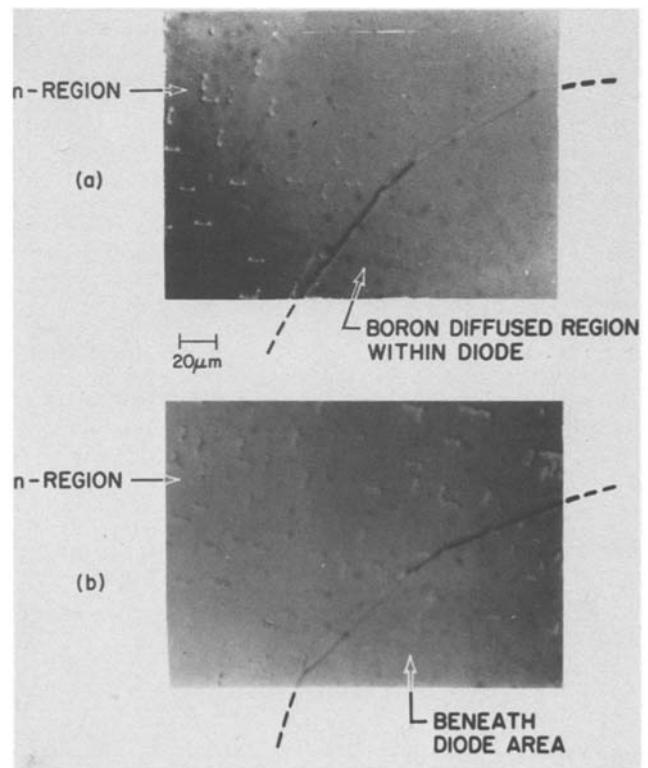 n-REGION
(a)
BORON DIFFUSED REGION
WITHIN DIODE
20μm
n-REGION
(b)
BENEATH
DIODE AREA